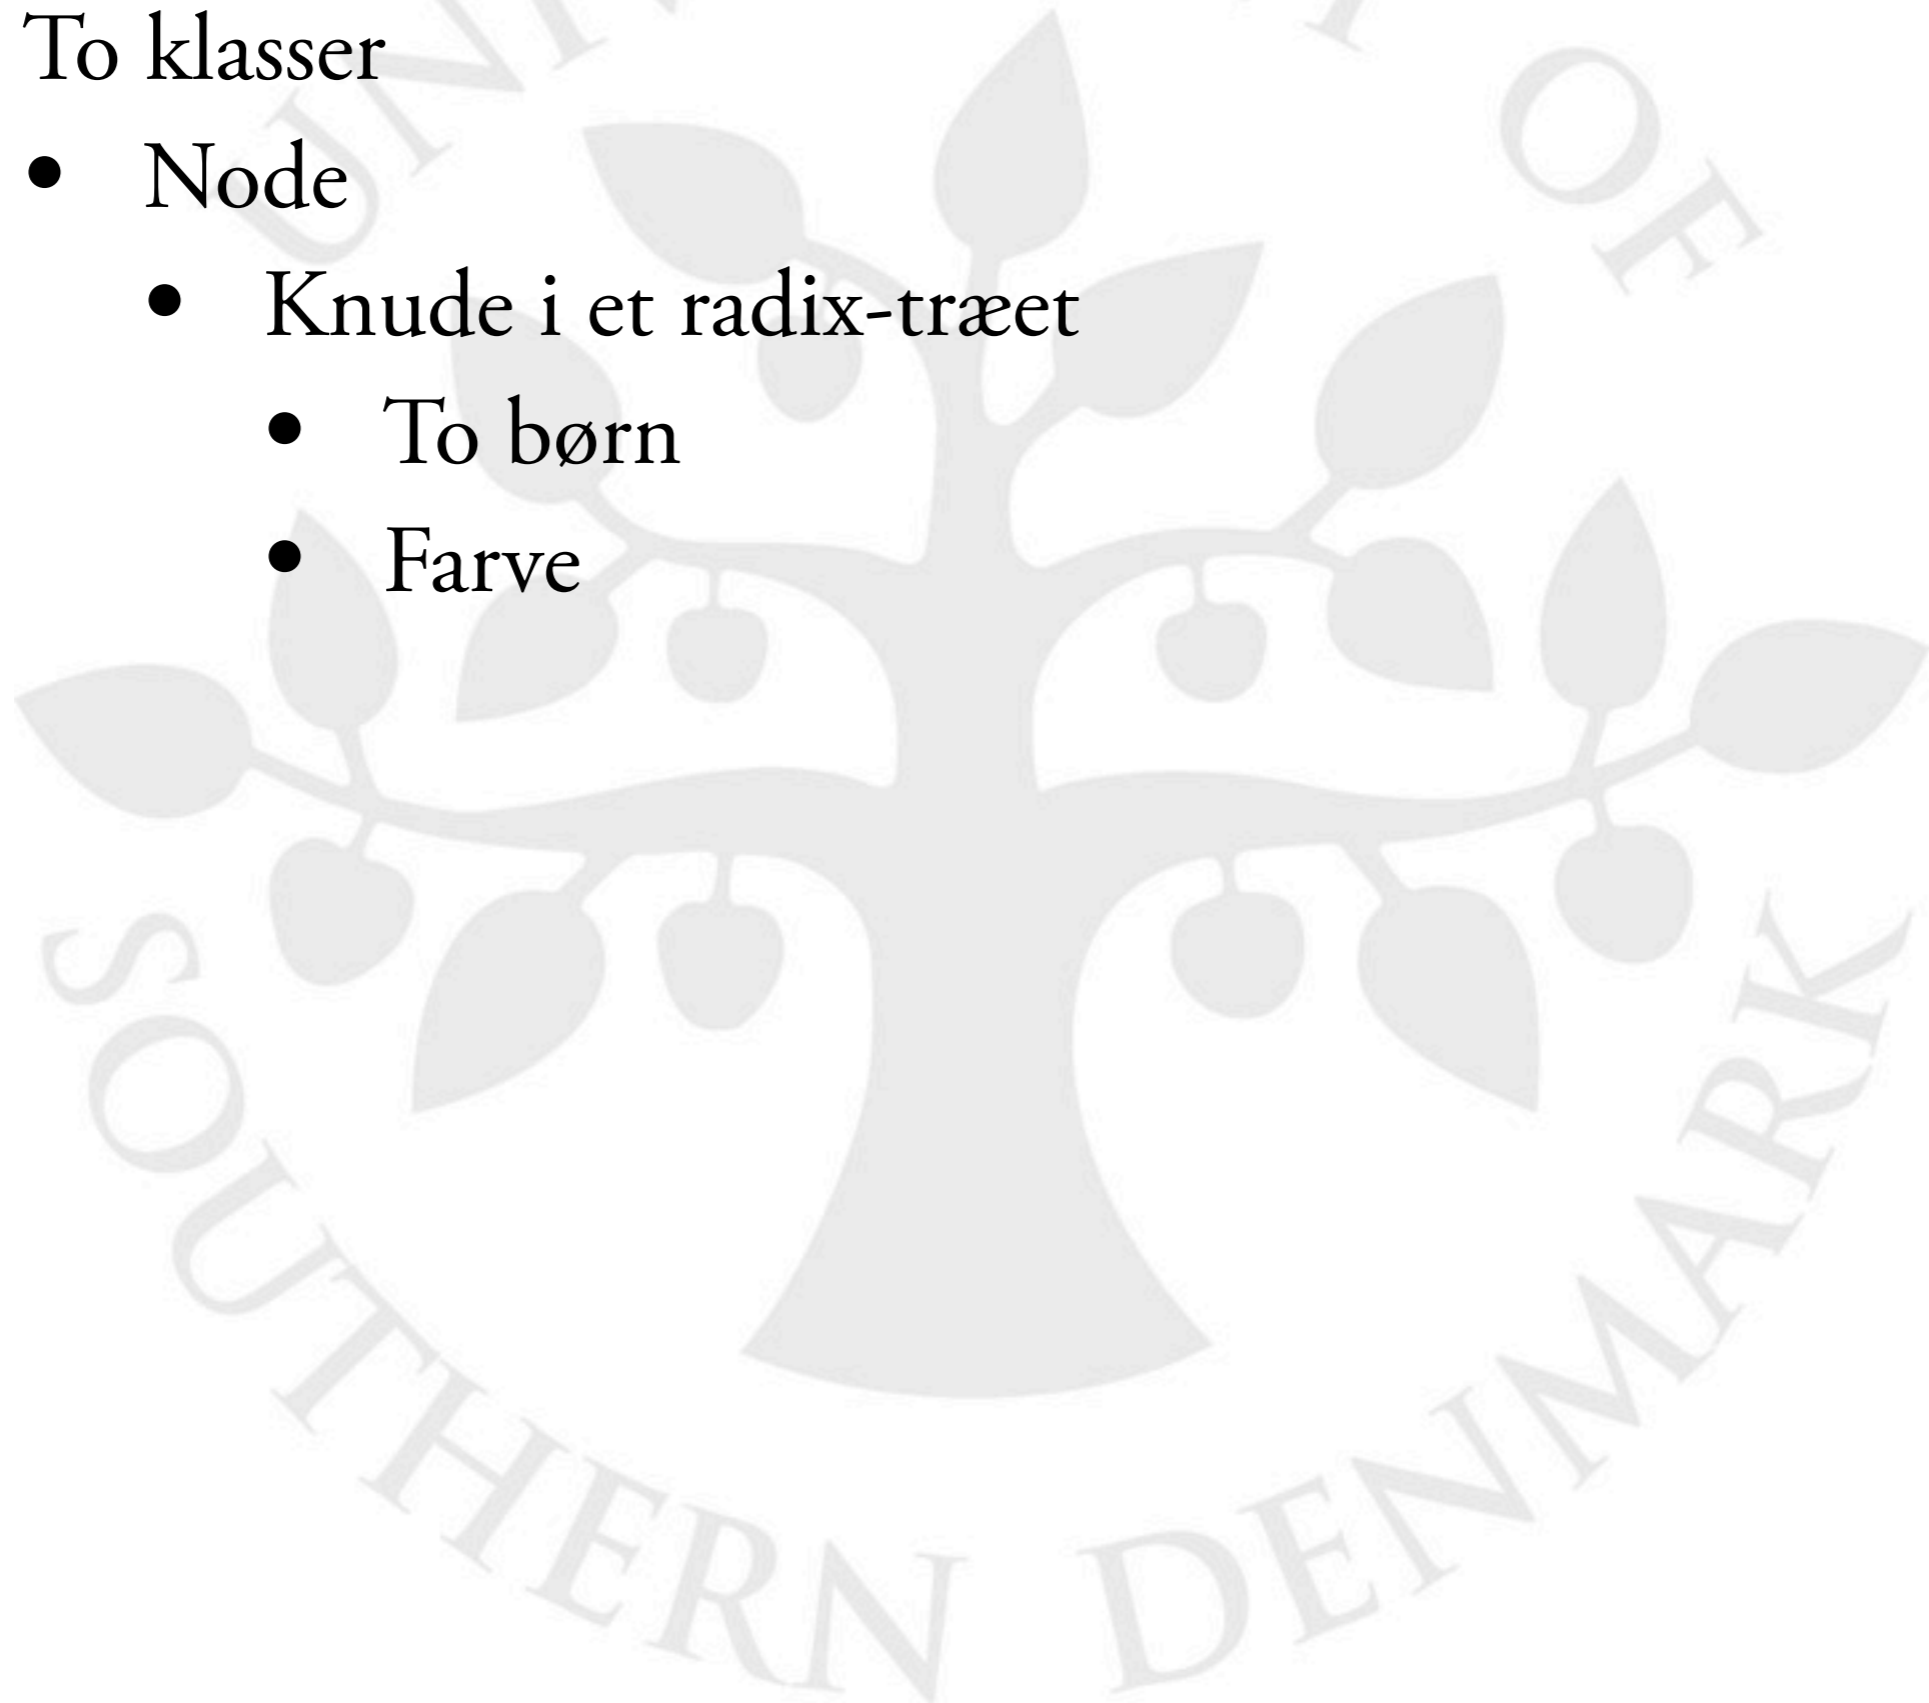 To klasser
• Node
• Knude i et radix-træet
• To børn
• Farve
OF
SOUTHERN DENMARK